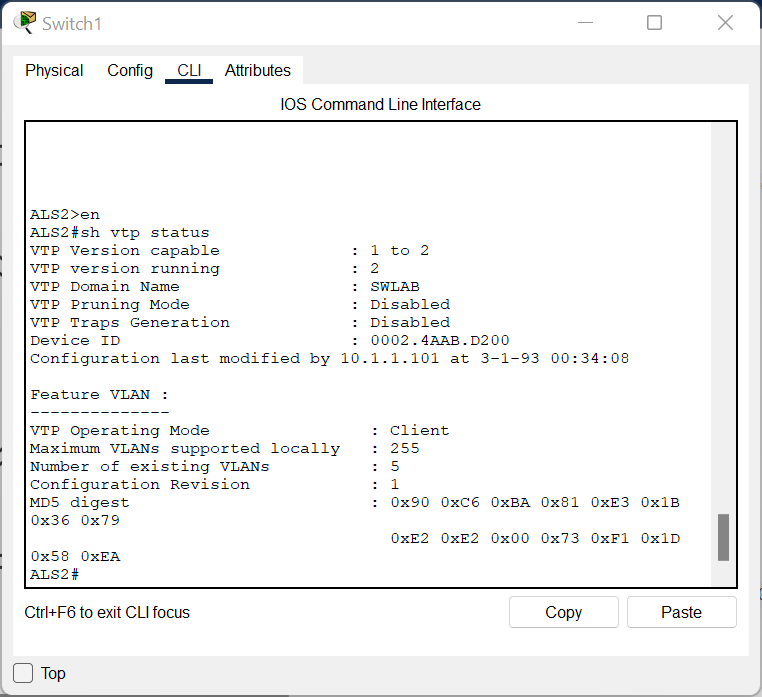 Switch1
Physical Config CLI Attributes
IOS Command Line Interface
ALS2>en
ALS2#sh vtp status
VTP Version capable : 1 to 2
VTP version running : 2
VTP Domain Name : SWLAB
VTP Pruning Mode : Disabled
VTP Traps Generation : Disabled
Device ID : 0002.4AAB.D200
Configuration last modified by 10.1.1.101 at 3-1-93 00:34:08
Feature VLAN :
--------------
VTP Operating Mode : Client
Maximum VLANs supported locally : 255
Number of existing VLANs : 5
Configuration Revision : 1
MD5 digest : 0x90 0xC6 0xBA 0x81 0xE3 0x1B
0x36 0x79
0xE2 0xE2 0x00 0x73 0xF1 0x1D
0x58 0xEA
ALS2#
Ctrl+F6 to exit CLI focus
Copy Paste
Top